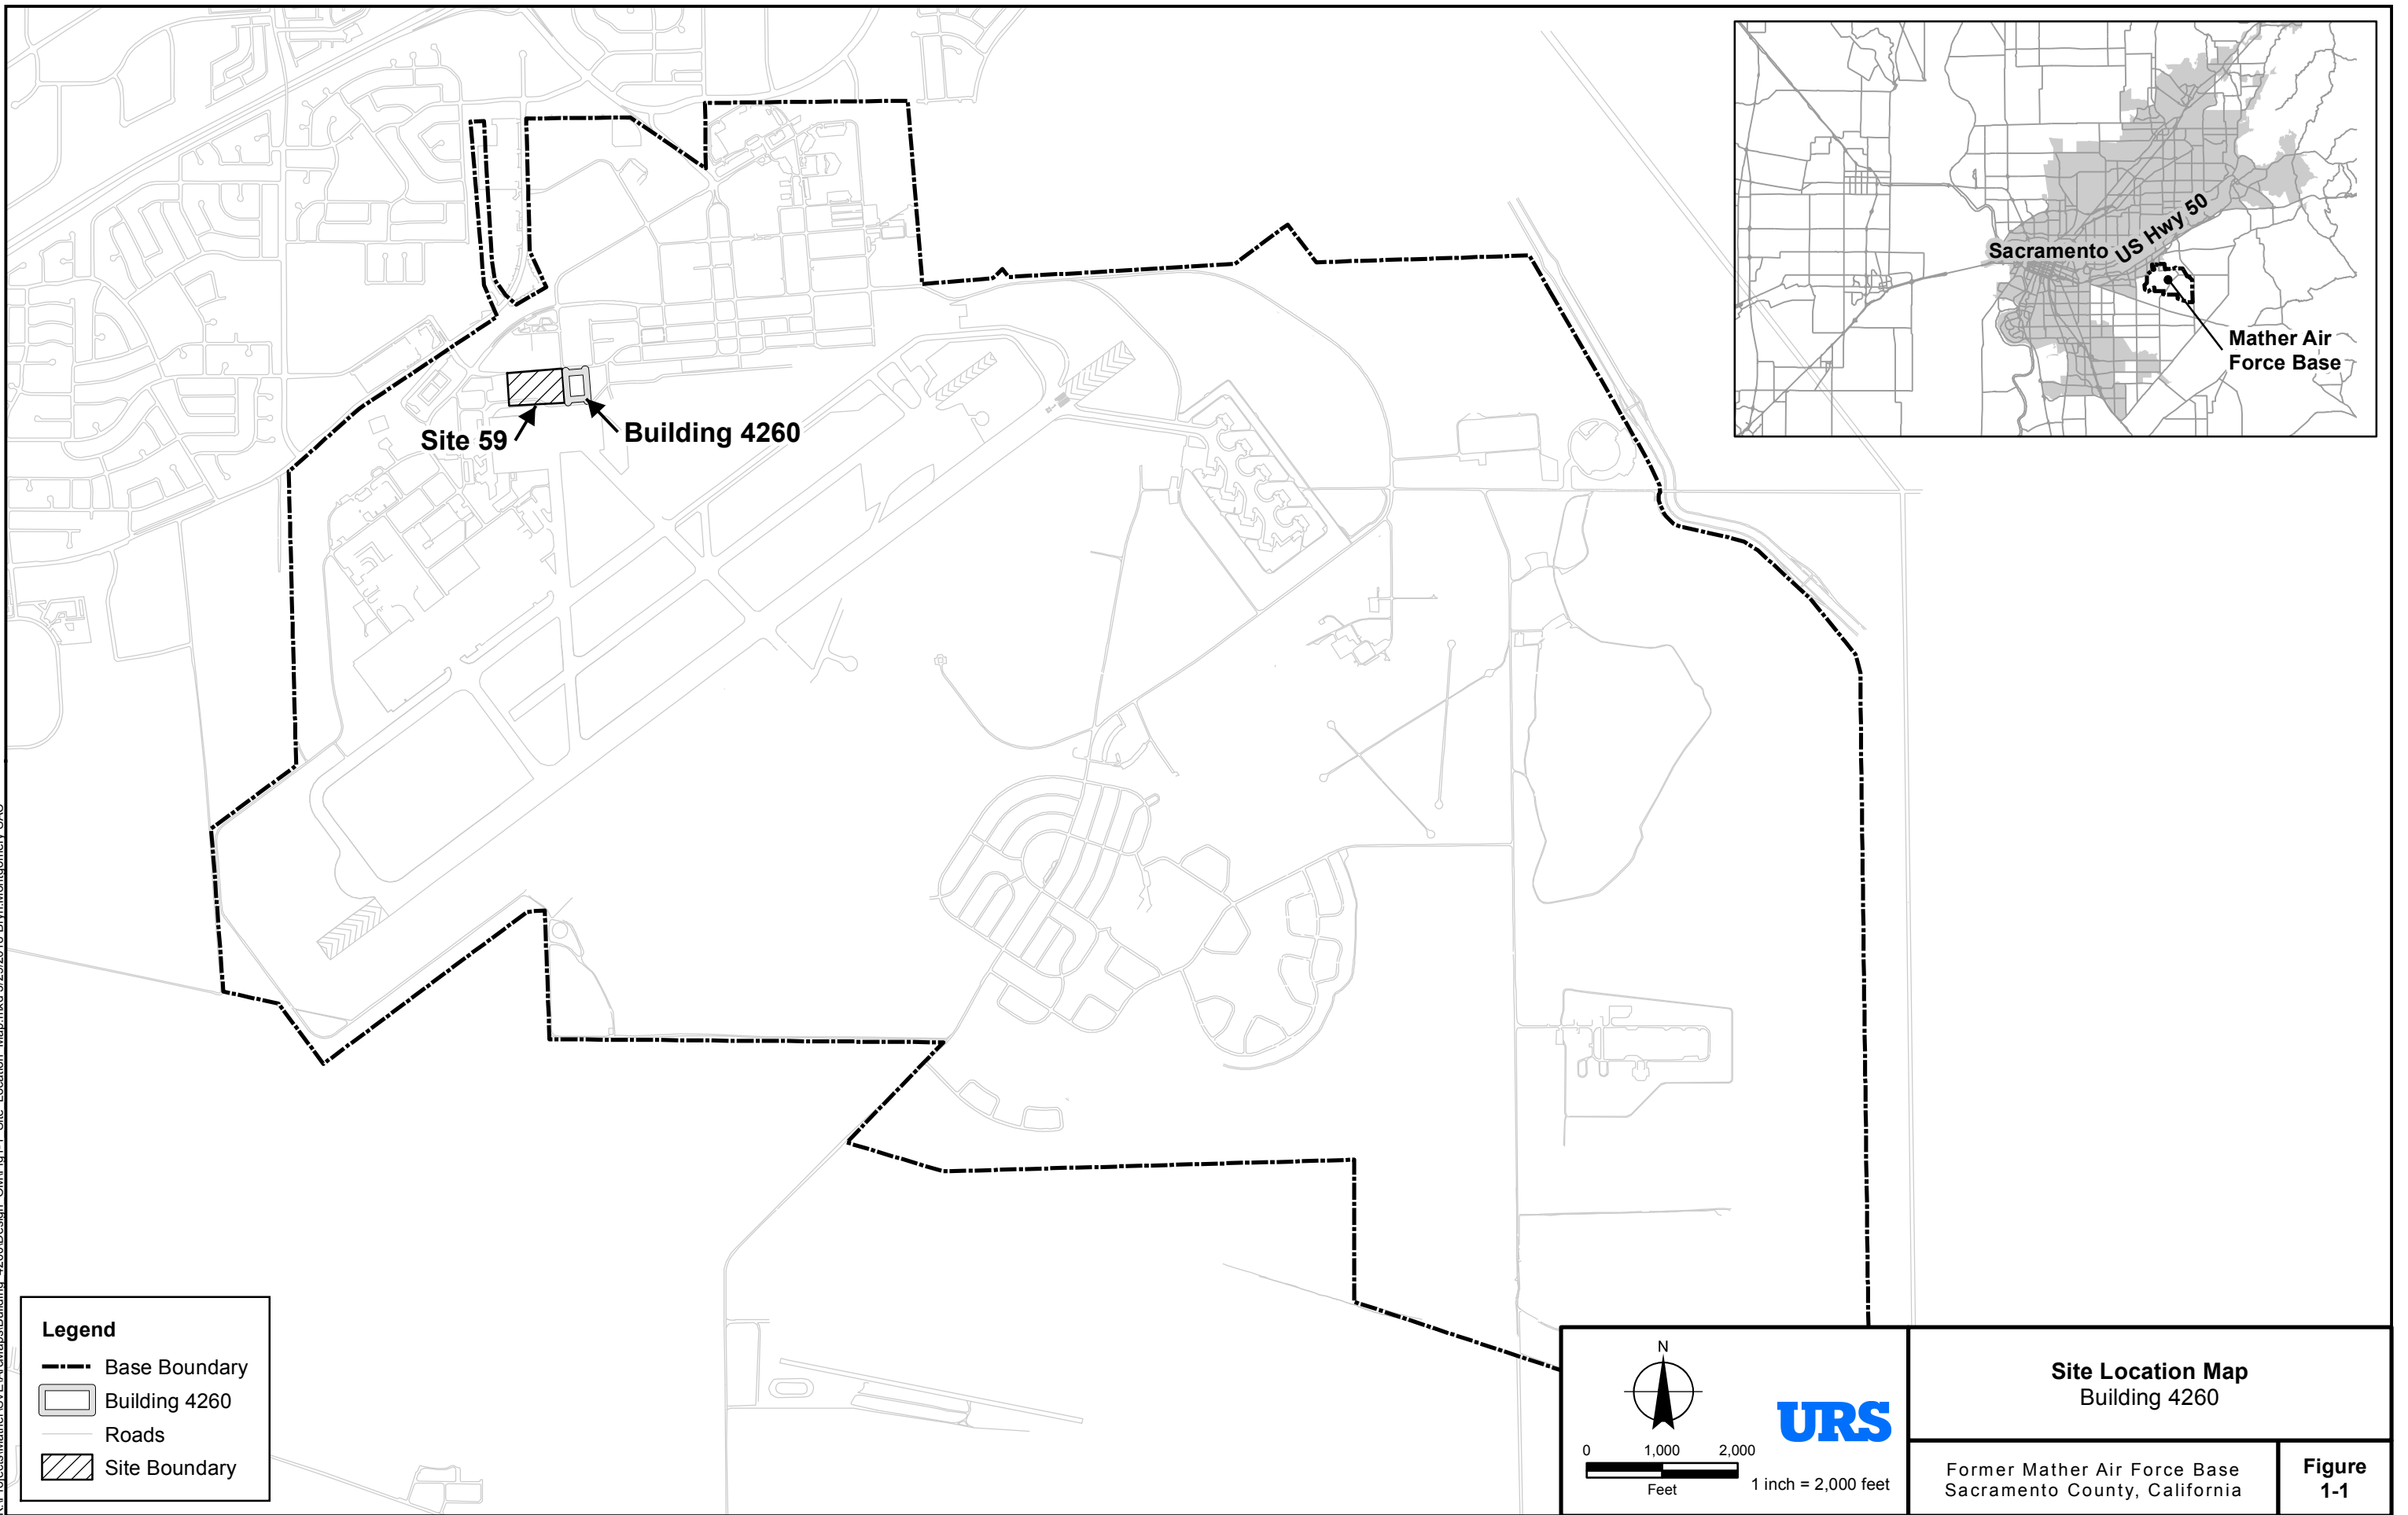 Sacramento
US Hwy 50
Mather Air
Force Base
Site 59
Building 4260
Legend
Base Boundary
Building 4260
Roads
Site Boundary
N
0 1,000 2,000
Feet
URS
1 inch = 2,000 feet
Site Location Map
Building 4260
Former Mather Air Force Base
Sacramento County, California
Figure
1-1